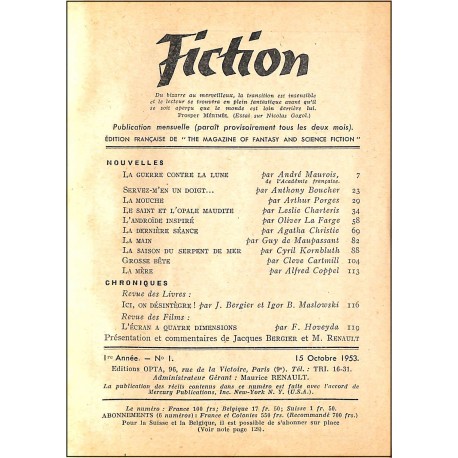 Fiction
Du bizarre au merveilleux, la transition est insensible
et le lecteur se trouvera en plein fantastique avant qu'il
se soit aperçu que le monde est loin derrière lui.
PROSPER MÉRIMÉE. (Essai sur Nicolas Gogol.)
Publication mensuelle (paraît provisoirement tous les deux mois).
ÉDITION FRANÇAISE DE "THE MAGAZINE OF FANTASY AND SCIENCE FICTION"
NOUVELLES
LA GUERRE CONTRE LA LUNE par André Maurois, 7
de l'Académie française.
SERVEZ-M'EN UN DOIGT... par Anthony Boucher 23
LA MOUCHE par Arthur Porges 29
LE SAINT ET L'OPALE MAUDITE par Leslie Charteris 34
L'ANDROÏDE INSPIRÉ par Oliver La Farge 58
LA DERNIÈRE SÉANCE par Agatha Christie 69
LA MAIN par Guy de Maupassant 82
LA SAISON DU SERPENT DE MER par Cyril Kornbluth 88
GROSSE BÊTE par Cleve Cartmill 104
LA MÈRE par Alfred Coppel 113
CHRONIQUES
Revue des Livres :
ICI, ON DÉSINTÈGRE ! par J. Bergier et Igor B. Maslowski 116
Revue des Films :
L'ÉCRAN A QUATRE DIMENSIONS par F. Hoveyda 119
Présentation et commentaires de Jacques BERGIER et M. RENAULT
1re Année. — No 1. 15 Octobre 1953.
Editions OPTA, 96, rue de la Victoire, Paris (9e). Tél. : TRI. 16-31.
Administrateur Gérant : Maurice RENAULT.
La publication des récits contenus dans ce numéro est faite avec l'accord de
Mercury Publications, Inc. New-York N. Y. (U.S.A.).
Le numéro : France 100 frs; Belgique 17 fr. 50; Suisse 1 fr. 50.
ABONNEMENTS (6 numéros) : France et Colonies 550 frs. (Recommandé 700 frs.)
Pour la Suisse et la Belgique, il est possible de s'abonner sur place
(Voir note page 126).